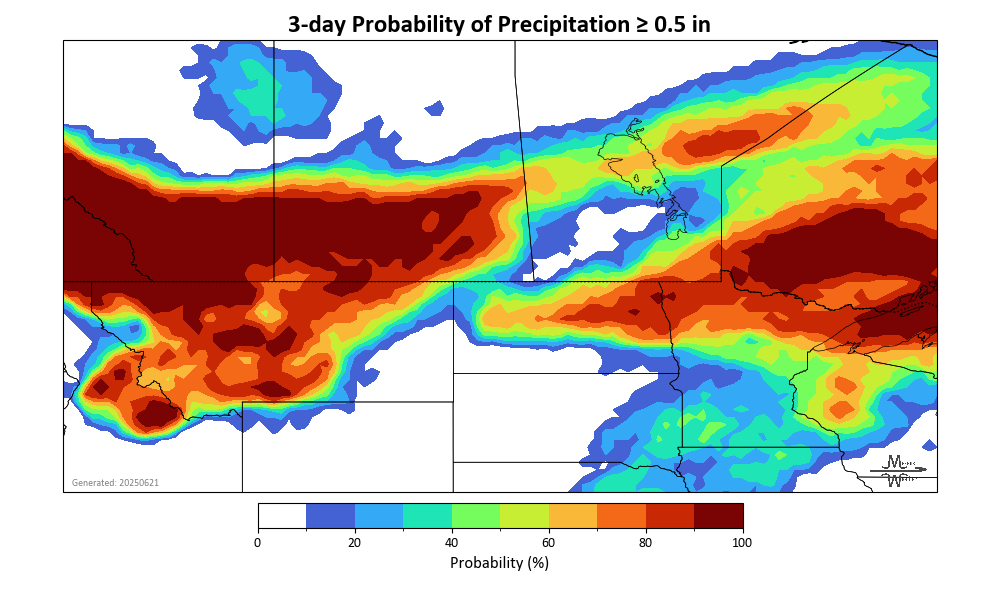 3-day Probability of Precipitation ≥ 0.5 in
Generated: 20250621
0 20 40 60 80 100
Probability (%)